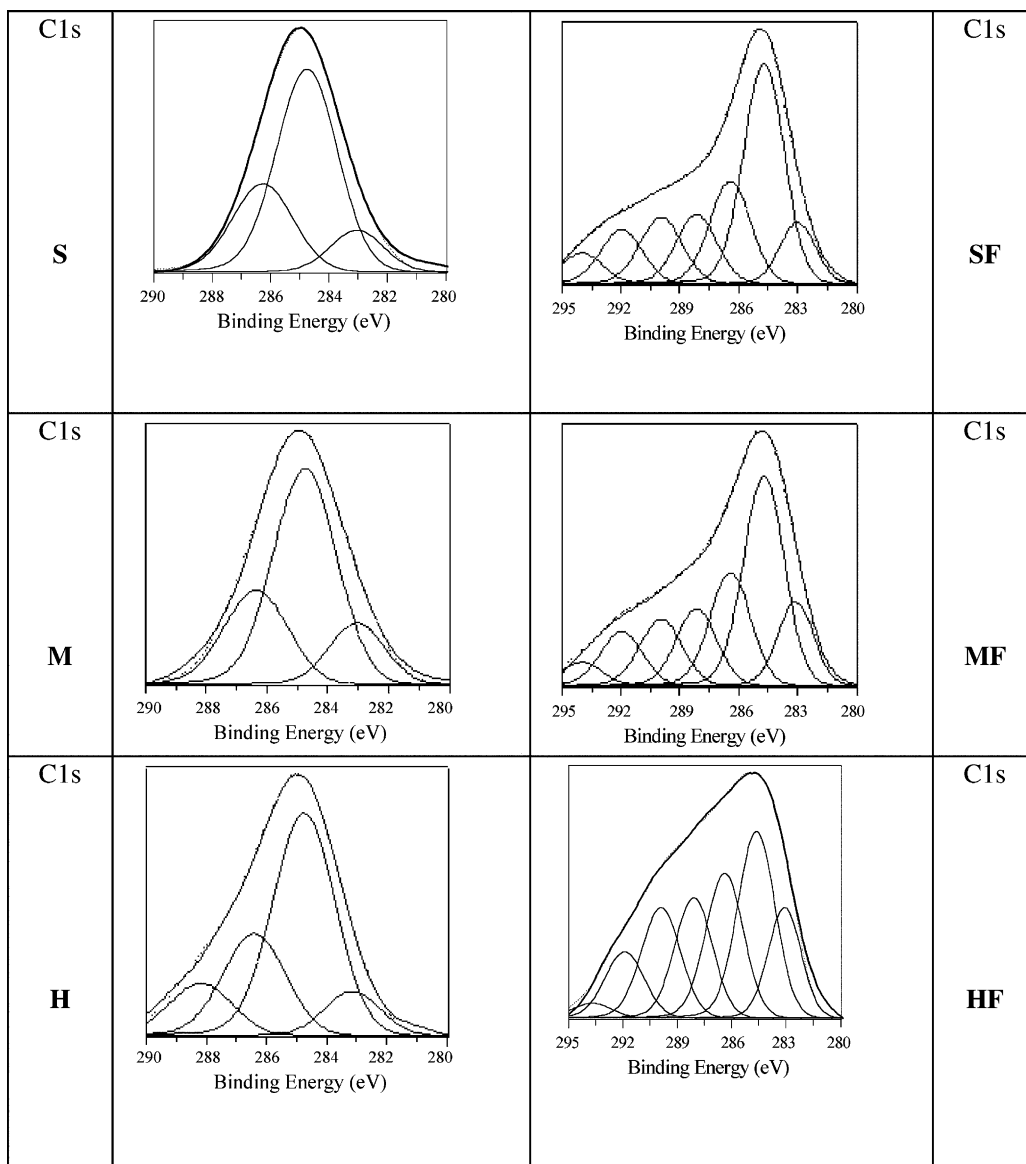 C1s
S
290 288 286 284 282 280
Binding Energy (eV)
295 292 289 286 283 280
Binding Energy (eV)
C1s
SF
C1s
M
290 288 286 284 282 280
Binding Energy (eV)
295 292 289 286 283 280
Binding Energy (eV)
C1s
MF
C1s
H
290 288 286 284 282 280
Binding Energy (eV)
295 292 289 286 283 280
Binding Energy (eV)
C1s
HF